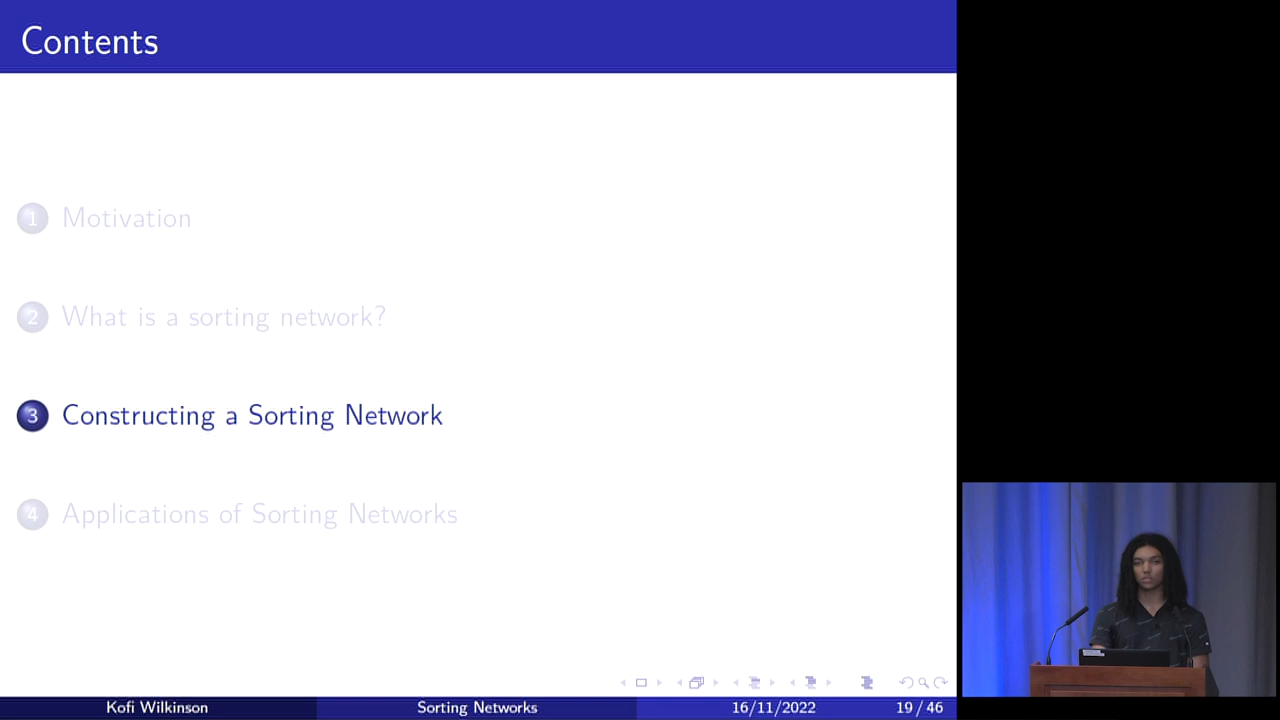 Contents
1 Motivation
2 What is a sorting network?
3 Constructing a Sorting Network
4 Applications of Sorting Networks
Kofi Wilkinson Sorting Networks 16/11/2022 19 / 46